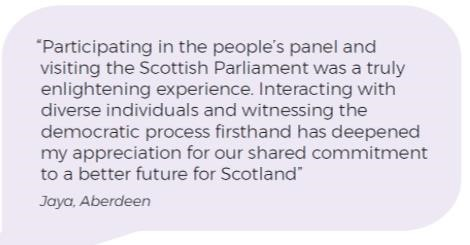 “Participating in the people’s panel and
visiting the Scottish Parliament was a truly
enlightening experience. Interacting with
diverse individuals and witnessing the
democratic process firsthand has deepened
my appreciation for our shared commitment
to a better future for Scotland”
Jaya, Aberdeen